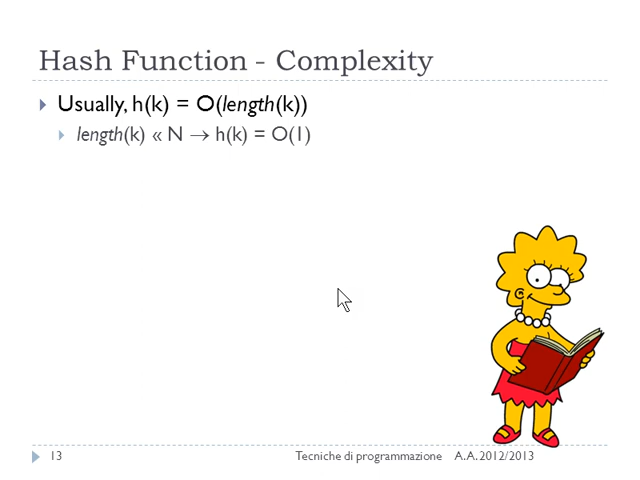 Hash Function - Complexity
Usually, h(k) = O(length(k))
length(k) « N → h(k) = O(1)
13 Tecniche di programmazione A.A. 2012/2013